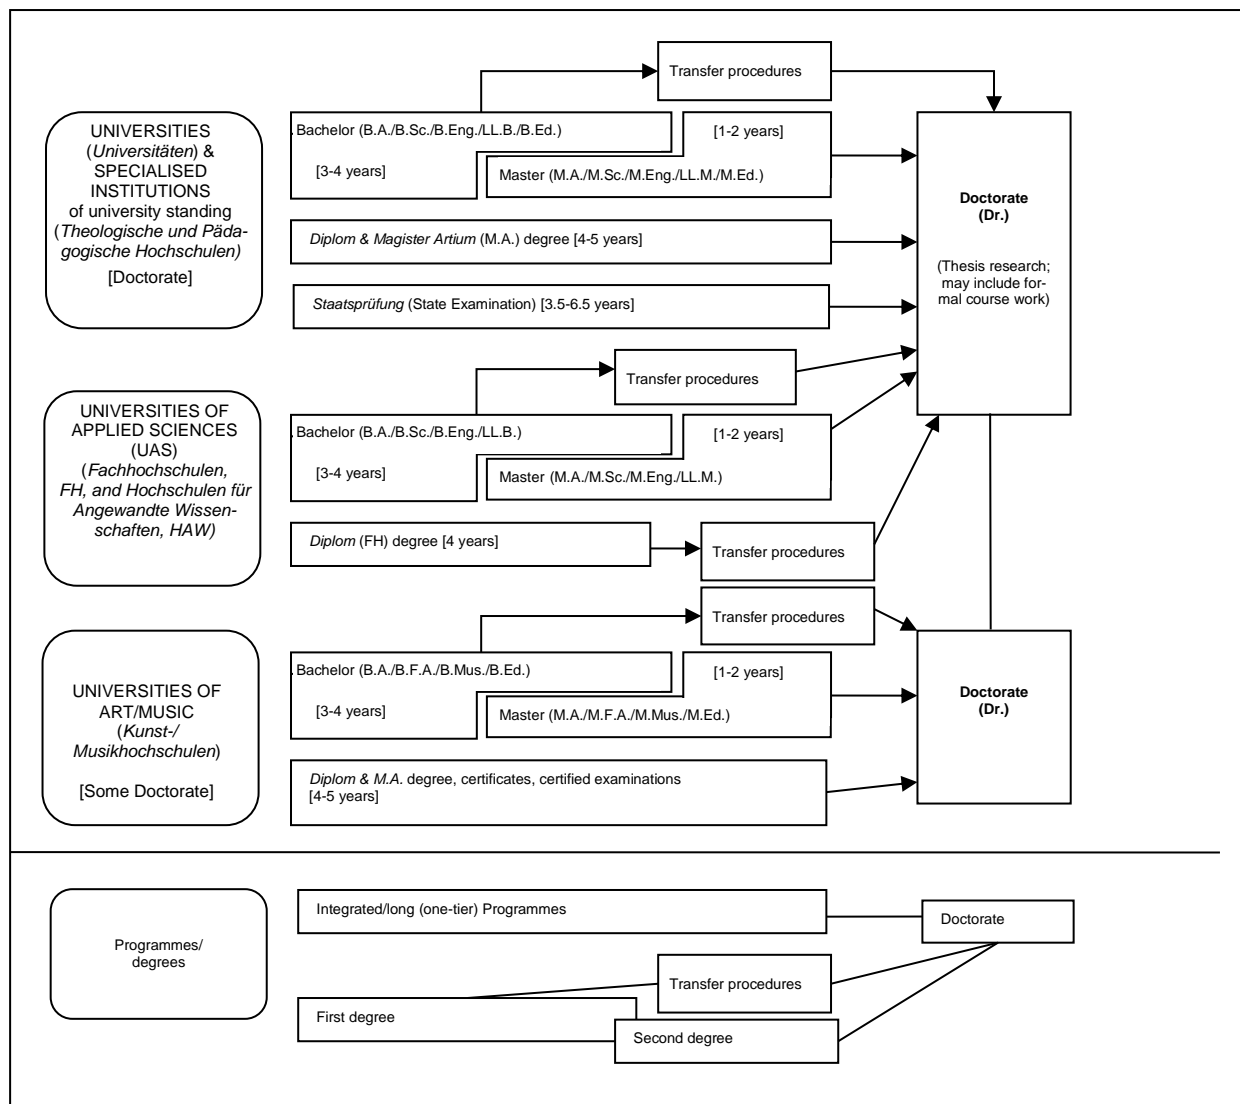 Transfer procedures
UNIVERSITIES
(Universitäten) &
SPECIALISED
INSTITUTIONS
of university standing
(Theologische und Päda-
gogische Hochschulen)
[Doctorate]
Bachelor (B.A./B.Sc./B.Eng./LL.B./B.Ed.)
[3-4 years]
[1-2 years]
Master (M.A./M.Sc./M.Eng./LL.M./M.Ed.)
Diplom & Magister Artium (M.A.) degree [4-5 years]
Staatsprüfung (State Examination) [3.5-6.5 years]
Doctorate
(Dr.)
(Thesis research;
may include for-
mal course work)
Transfer procedures
UNIVERSITIES OF
APPLIED SCIENCES
(UAS)
(Fachhochschulen,
FH, and Hochschulen für
Angewandte Wissen-
schaften, HAW)
Bachelor (B.A./B.Sc./B.Eng./LL.B.)
[3-4 years]
[1-2 years]
Master (M.A./M.Sc./M.Eng./LL.M.)
Diplom (FH) degree [4 years]
Transfer procedures
Transfer procedures
UNIVERSITIES OF
ART/MUSIC
(Kunst-/
Musikhochschulen)
[Some Doctorate]
Bachelor (B.A./B.F.A./B.Mus./B.Ed.)
[3-4 years]
[1-2 years]
Master (M.A./M.F.A./M.Mus./M.Ed.)
Diplom & M.A. degree, certificates, certified examinations
[4-5 years]
Doctorate
(Dr.)
Programmes/
degrees
Integrated/long (one-tier) Programmes
Doctorate
Transfer procedures
First degree
Second degree